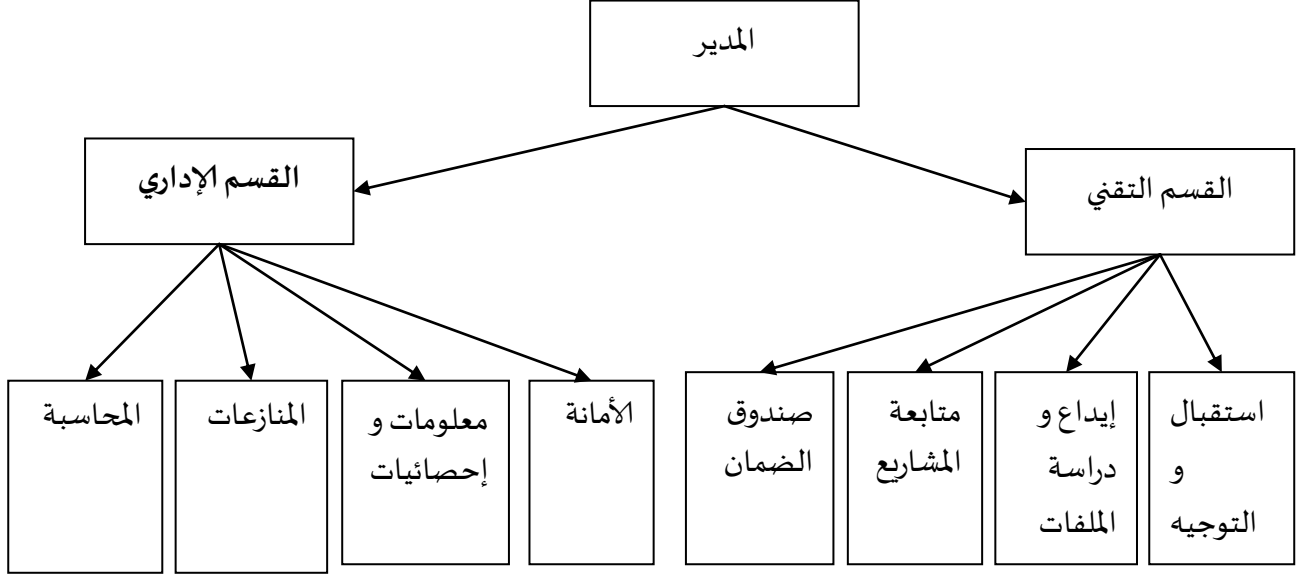 المدير
القسم التقني
القسم الإداري
استقبال
و
التوجيه
إيداع و
دراسة
الملفات
متابعة
المشاريع
صندوق
الضمان
الأمانة
معلومات و
إحصائيات
المنازعات
المحاسبة